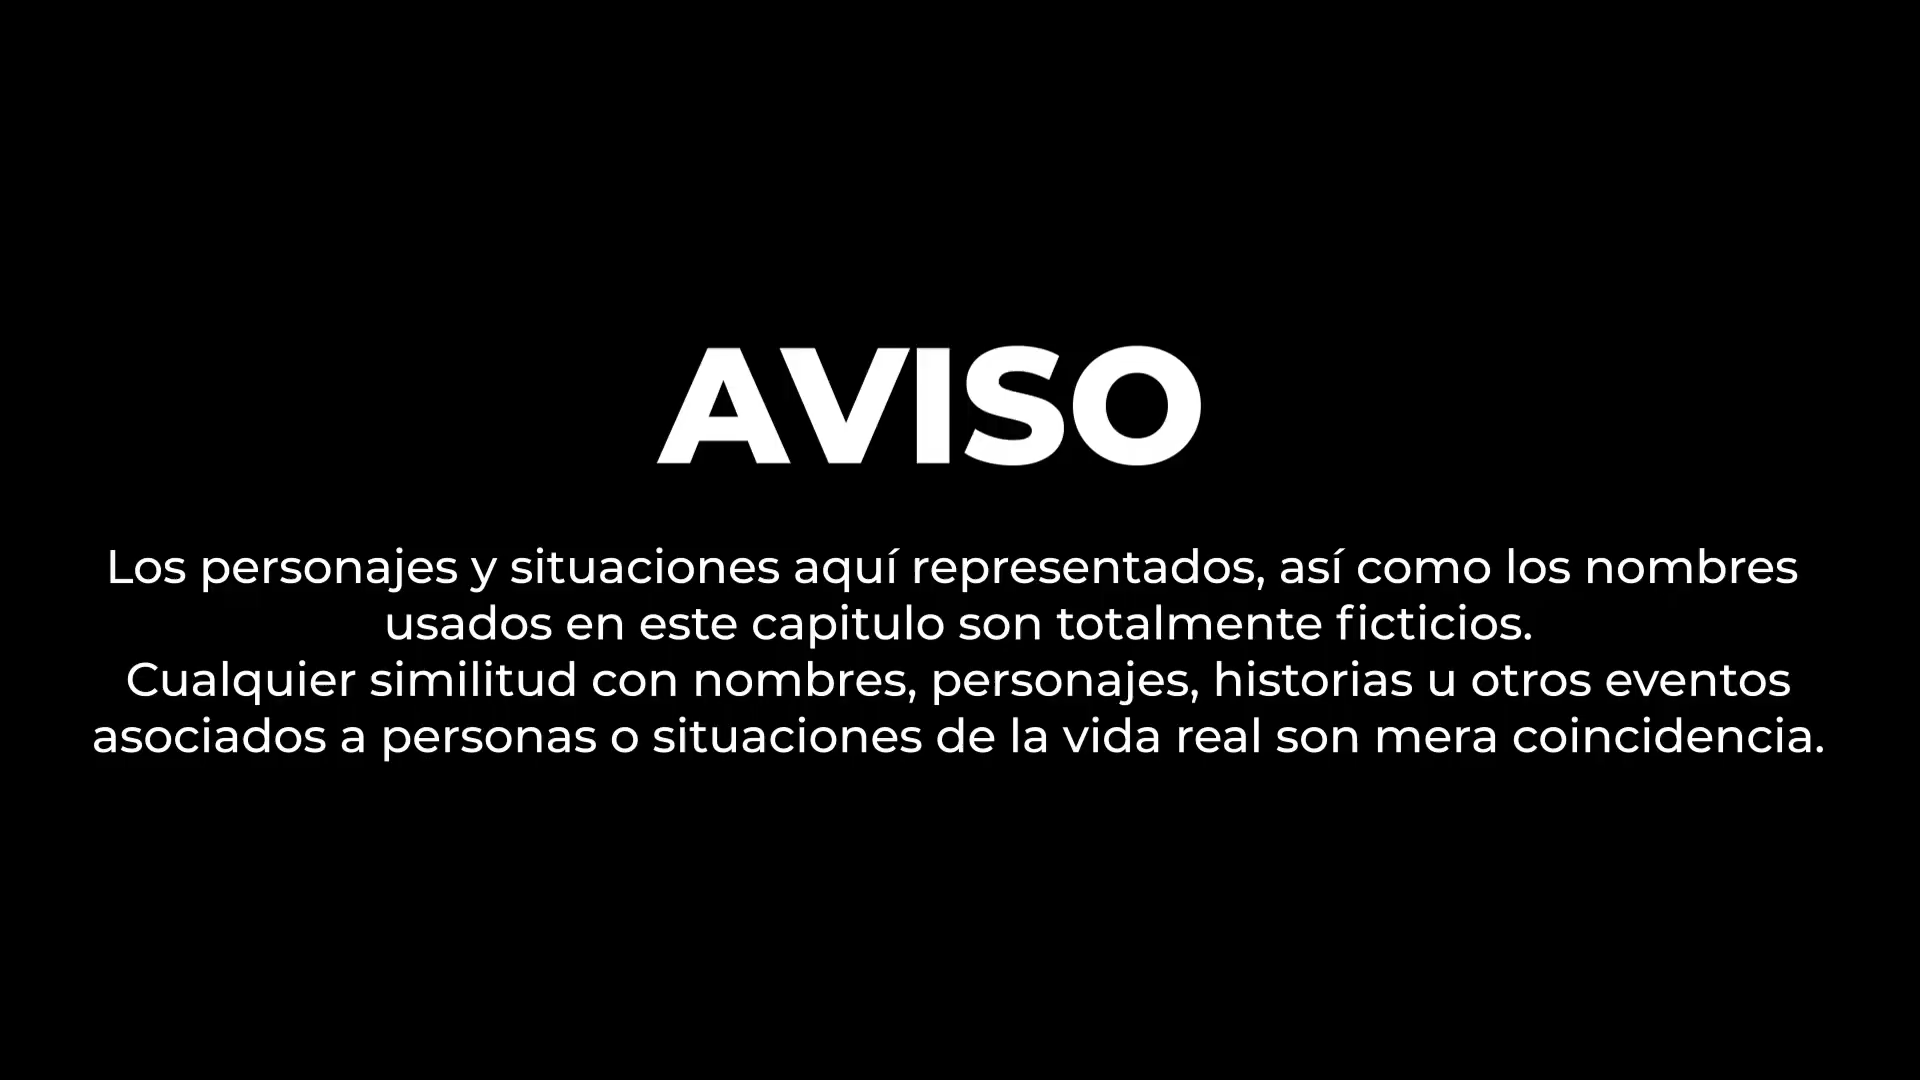 AVISO
Los personajes y situaciones aquí representados, así como los nombres
usados en este capitulo son totalmente ficticios.
Cualquier similitud con nombres, personajes, historias u otros eventos
asociados a personas o situaciones de la vida real son mera coincidencia.